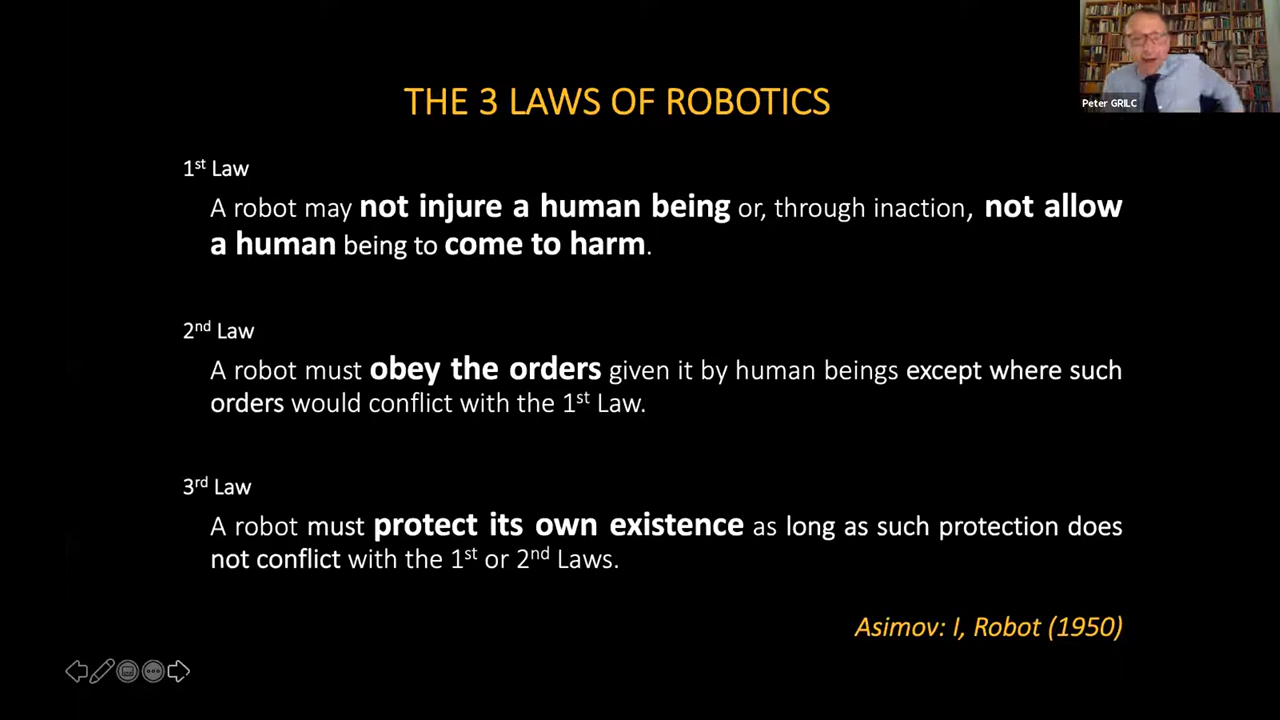 Peter GRILC
THE 3 LAWS OF ROBOTICS
1st Law
A robot may not injure a human being or, through inaction, not allow
a human being to come to harm.
2nd Law
A robot must obey the orders given it by human beings except where such
orders would conflict with the 1st Law.
3rd Law
A robot must protect its own existence as long as such protection does
not conflict with the 1st or 2nd Laws.
Asimov: I, Robot (1950)